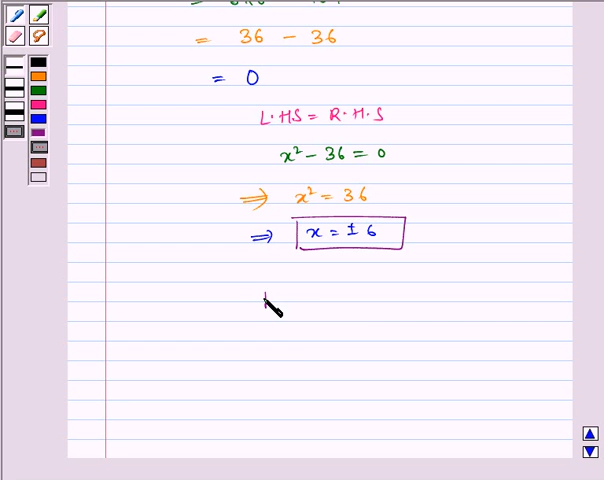 = 36 - 36
= 0
L.HS = R.H.S
x² - 36 = 0
⇒ x² = 36
⇒ x = ± 6